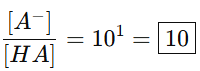 [A⁻]/[HA] = 10¹ = 10